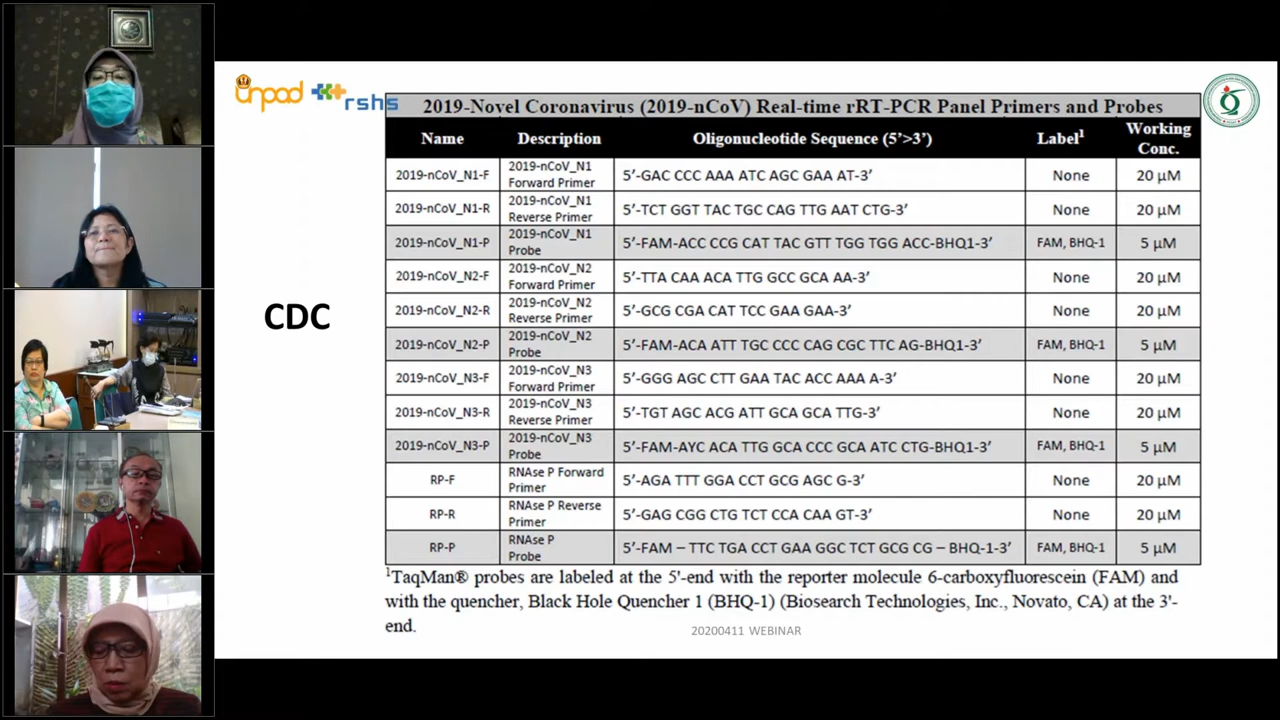 unpad rshs
CDC
2019-Novel Coronavirus (2019-nCoV) Real-time rRT-PCR Panel Primers and Probes
Name Description Oligonucleotide Sequence (5’>3’) Label¹ Working Conc.
2019-nCoV_N1-F 2019-nCoV_N1 Forward Primer 5’-GAC CCC AAA ATC AGC GAA AT-3’ None 20 µM
2019-nCoV_N1-R 2019-nCoV_N1 Reverse Primer 5’-TCT GGT TAC TGC CAG TTG AAT CTG-3’ None 20 µM
2019-nCoV_N1-P 2019-nCoV_N1 Probe 5’-FAM-ACC CCG CAT TAC GTT TGG TGG ACC-BHQ1-3’ FAM, BHQ-1 5 µM
2019-nCoV_N2-F 2019-nCoV_N2 Forward Primer 5’-TTA CAA ACA TTG GCC GCA AA-3’ None 20 µM
2019-nCoV_N2-R 2019-nCoV_N2 Reverse Primer 5’-GCG CGA CAT TCC GAA GAA-3’ None 20 µM
2019-nCoV_N2-P 2019-nCoV_N2 Probe 5’-FAM-ACA ATT TGC CCC CAG CGC TTC AG-BHQ1-3’ FAM, BHQ-1 5 µM
2019-nCoV_N3-F 2019-nCoV_N3 Forward Primer 5’-GGG AGC CTT GAA TAC ACC AAA A-3’ None 20 µM
2019-nCoV_N3-R 2019-nCoV_N3 Reverse Primer 5’-TGT AGC ACG ATT GCA GCA TTG-3’ None 20 µM
2019-nCoV_N3-P 2019-nCoV_N3 Probe 5’-FAM-AYC ACA TTG GCA CCC GCA ATC CTG-BHQ1-3’ FAM, BHQ-1 5 µM
RP-F RNAse P Forward Primer 5’-AGA TTT GGA CCT GCG AGC G-3’ None 20 µM
RP-R RNAse P Reverse Primer 5’-GAG CGG CTG TCT CCA CAA GT-3’ None 20 µM
RP-P RNAse P Probe 5’-FAM – TTC TGA CCT GAA GGC TCT GCG CG – BHQ-1-3’ FAM, BHQ-1 5 µM
¹TaqMan® probes are labeled at the 5'-end with the reporter molecule 6-carboxyfluorescein (FAM) and
with the quencher, Black Hole Quencher 1 (BHQ-1) (Biosearch Technologies, Inc., Novato, CA) at the 3'-
end.
20200411 WEBINAR